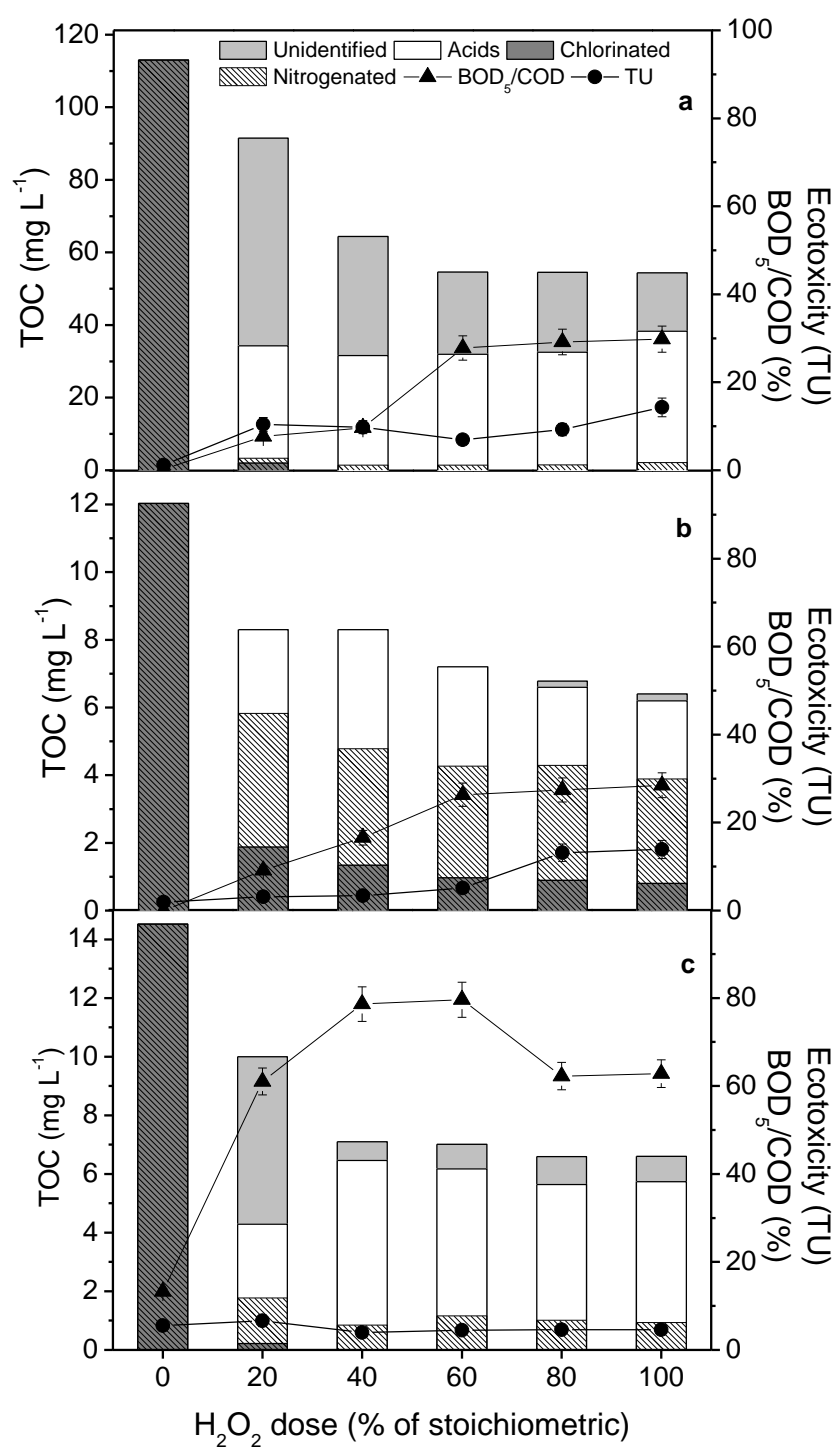 120
100
80
60
40
20
0
TOC (mg L⁻¹)
Unidentified Acids Chlorinated
Nitrogenated BOD₅/COD TU
a
100
80
60
40
20
0
Ecotoxicity (TU)
BOD₅/COD (%)
12
10
8
6
4
2
0
TOC (mg L⁻¹)
b
80
60
40
20
0
Ecotoxicity (TU)
BOD₅/COD (%)
14
12
10
8
6
4
2
0
TOC (mg L⁻¹)
c
80
60
40
20
0
Ecotoxicity (TU)
BOD₅/COD (%)
0 20 40 60 80 100
H₂O₂ dose (% of stoichiometric)